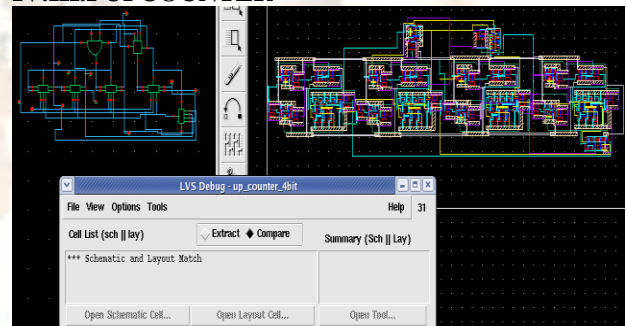 LVS Debug - up_counter_4bit
File View Options Tools Help 31
Cell List (sch || lay) Extract Compare Summary (Sch || Lay)
*** Schematic and Layout Match
Open Schematic Cell... Open Layout Cell... Open Tool...